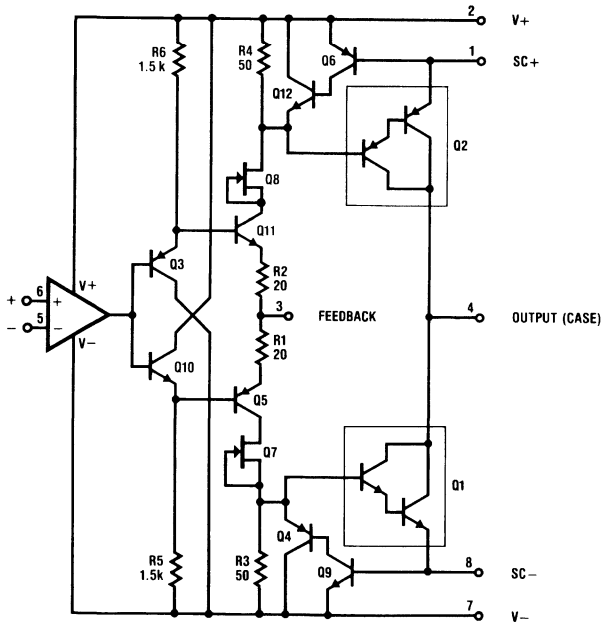 2 V+
R6 1.5 k
R4 50
Q6
1 SC+
Q12
Q2
Q8
Q11
V+
Q3
R2 20
+ 6 +
3 FEEDBACK
4 OUTPUT (CASE)
− 5 −
V−
R1 20
Q10
Q5
Q7
Q1
Q4
R5 1.5k
R3 50
Q9
8 SC−
7 V−